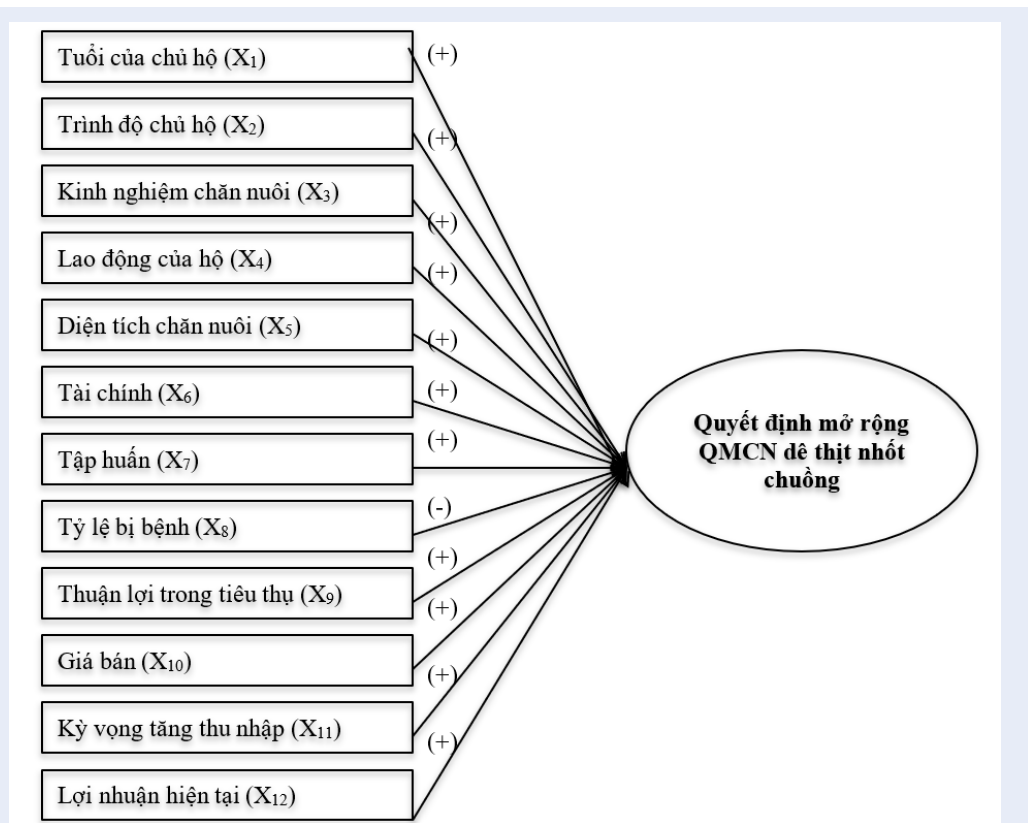 Tuổi của chủ hộ (X₁)
(+)
Trình độ chủ hộ (X₂)
(+)
Kinh nghiệm chăn nuôi (X₃)
(+)
Lao động của hộ (X₄)
(+)
Diện tích chăn nuôi (X₅)
(+)
Tài chính (X₆)
(+)
Tập huấn (X₇)
(+)
Tỷ lệ bị bệnh (X₈)
(-)
Thuận lợi trong tiêu thụ (X₉)
(+)
Giá bán (X₁₀)
(+)
Kỳ vọng tăng thu nhập (X₁₁)
(+)
Lợi nhuận hiện tại (X₁₂)
(+)
Quyết định mở rộng
QMCN dê thịt nhốt
chuồng